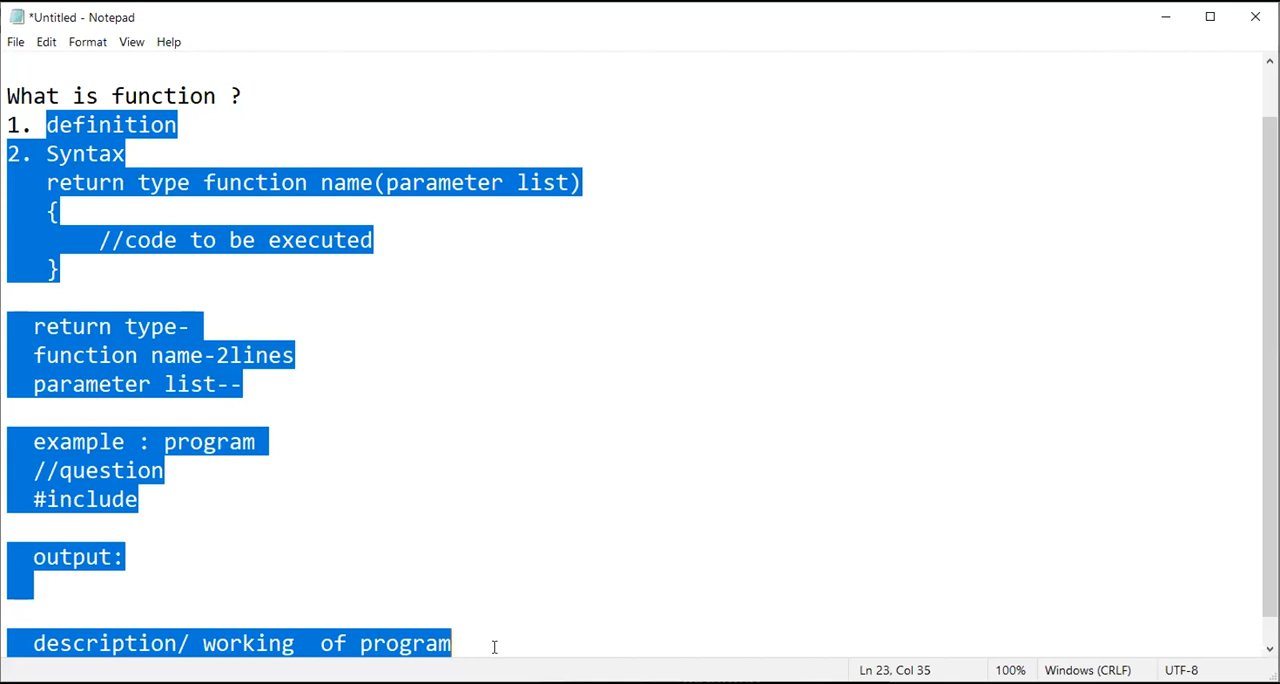 *Untitled - Notepad
File Edit Format View Help
What is function ?
1. definition
2. Syntax
return type function name(parameter list)
{
//code to be executed
}
return type-
function name-2lines
parameter list--
example : program
//question
#include
output:
description/ working  of program
Ln 23, Col 35 100% Windows (CRLF) UTF-8